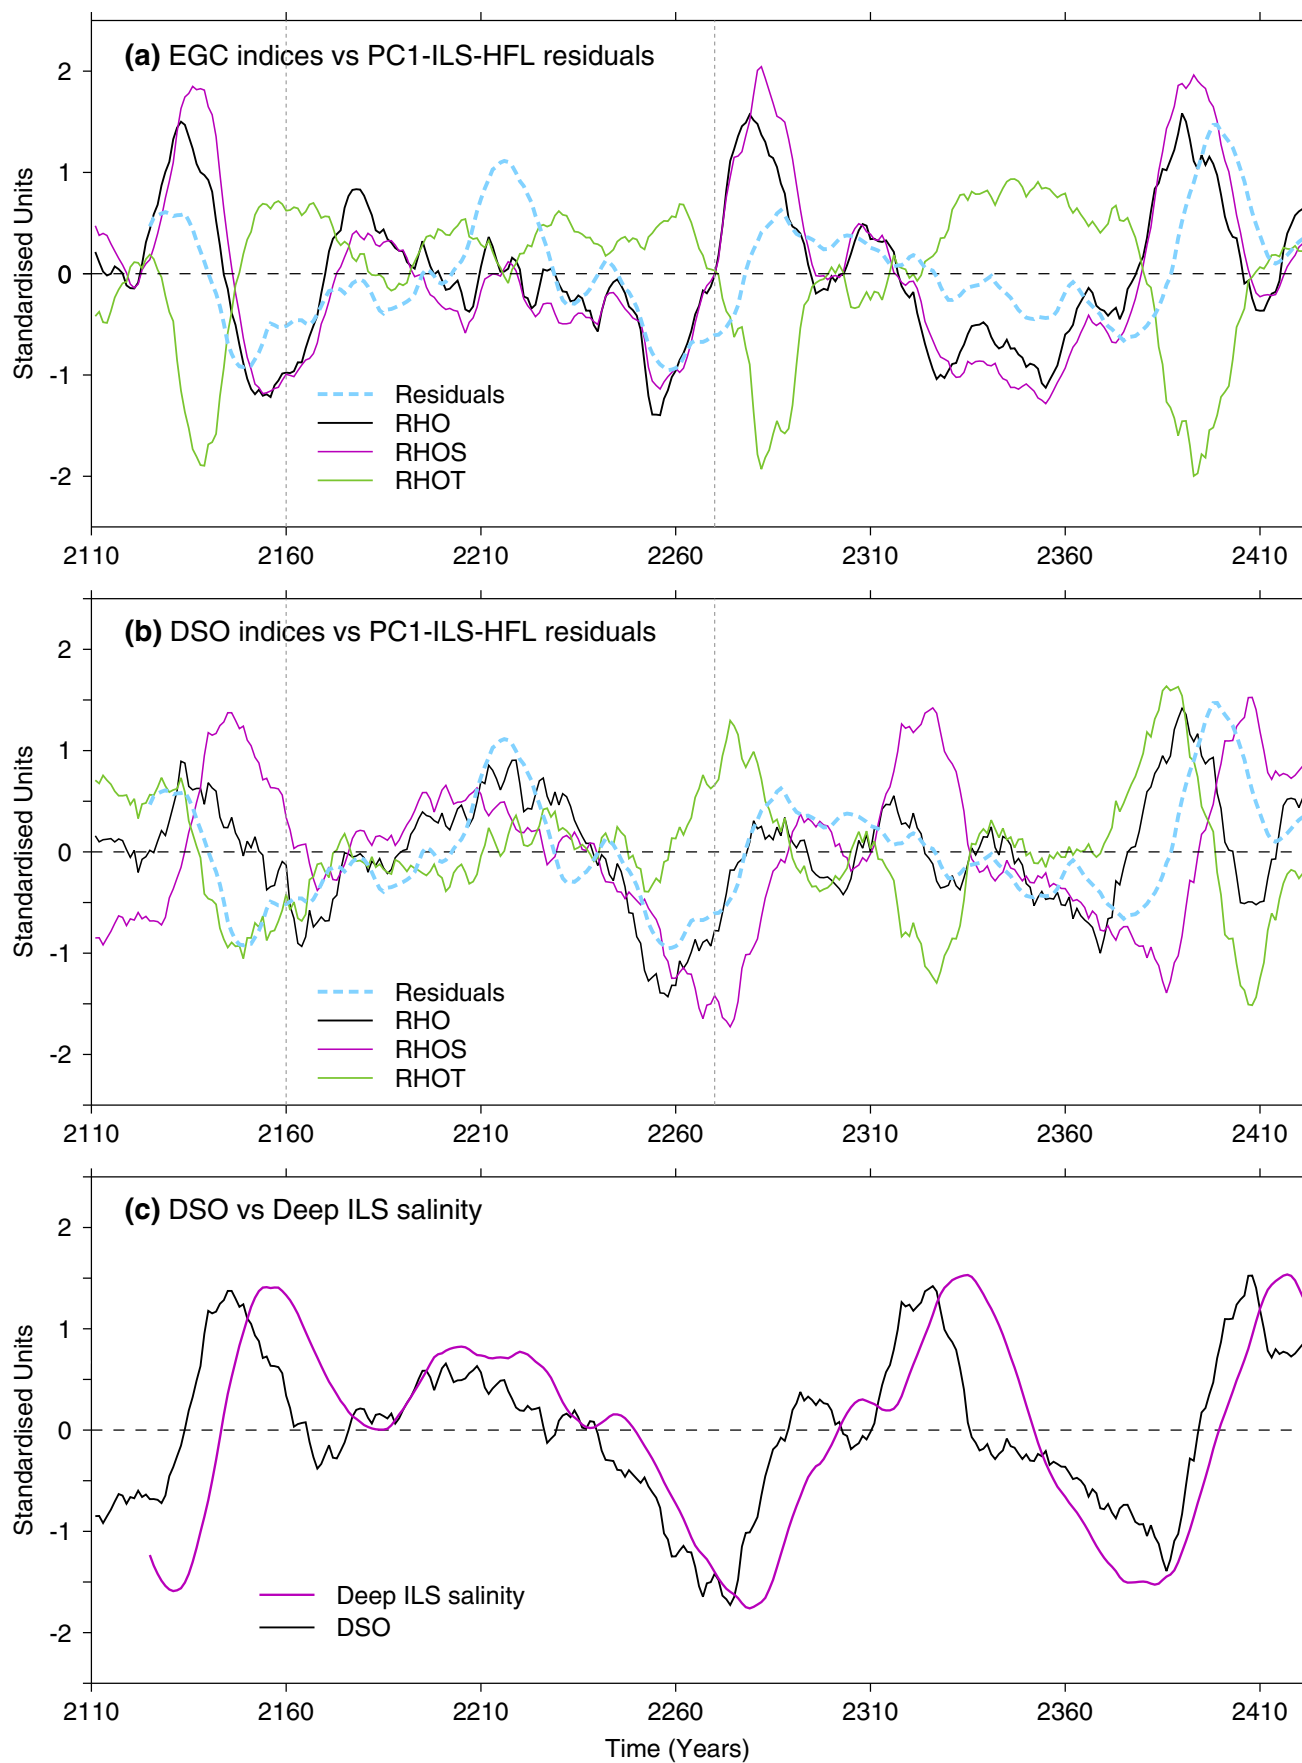 (a) EGC indices vs PC1-ILS-HFL residuals
2
1
0
-1
-2
Standardised Units
Residuals
RHO
RHOS
RHOT
2110 2160 2210 2260 2310 2360 2410
(b) DSO indices vs PC1-ILS-HFL residuals
2
1
0
-1
-2
Standardised Units
Residuals
RHO
RHOS
RHOT
2110 2160 2210 2260 2310 2360 2410
(c) DSO vs Deep ILS salinity
2
1
0
-1
-2
Standardised Units
Deep ILS salinity
DSO
2110 2160 2210 2260 2310 2360 2410
Time (Years)